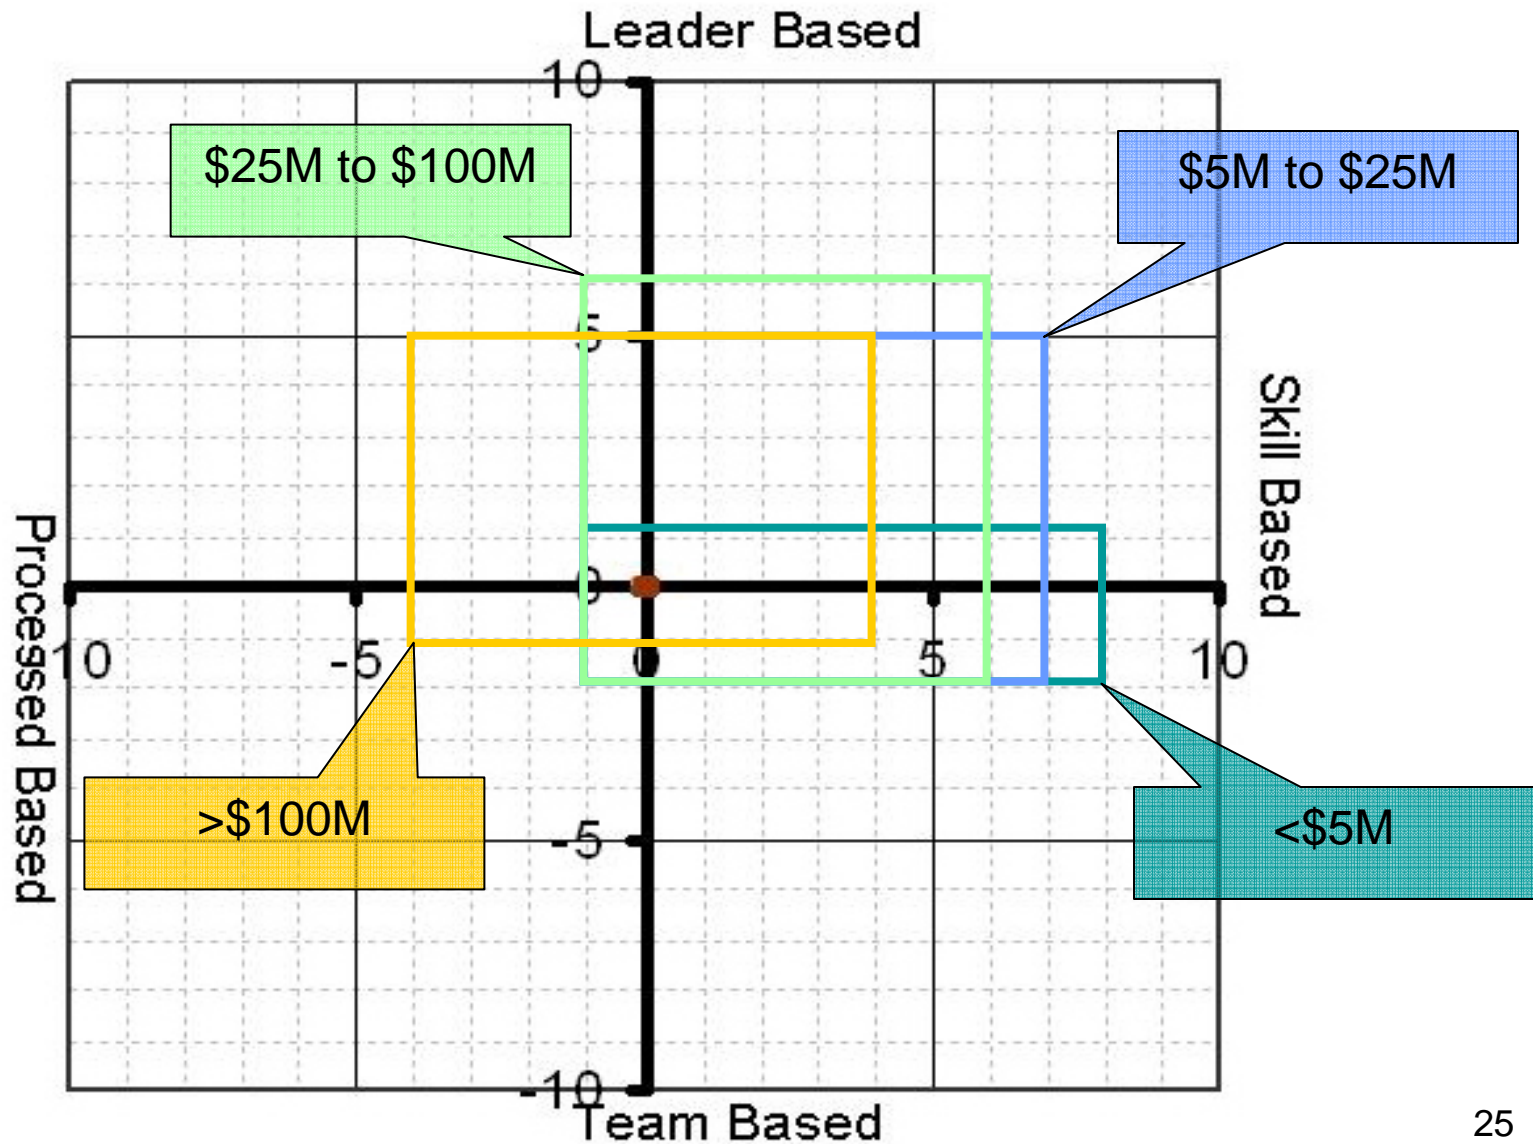 Leader Based
10
$25M to $100M
$5M to $25M
5
Skill Based
Processed Based
0
10
-5
0
5
10
>$100M
<$5M
-5
-10
Team Based
25